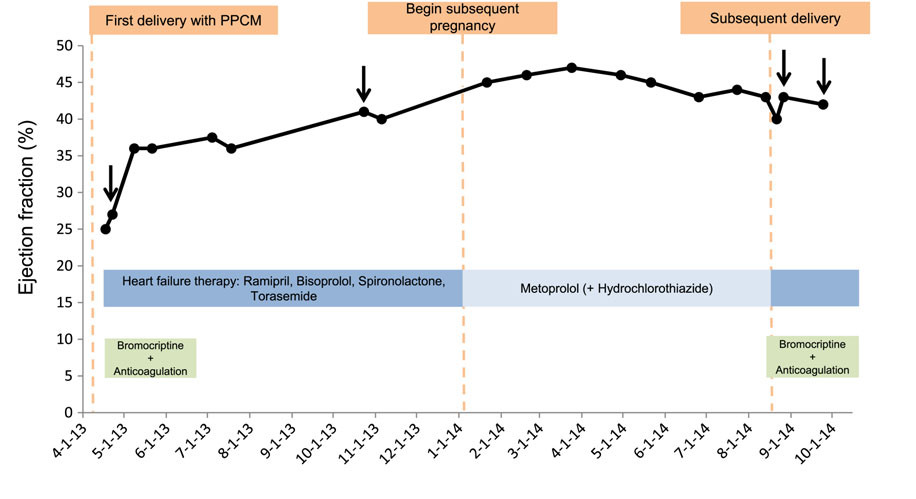 First delivery with PPCM
Begin subsequent
pregnancy
Subsequent delivery
Ejection fraction (%)
50
45
40
35
30
25
20
15
10
5
0
Heart failure therapy: Ramipril, Bisoprolol, Spironolactone,
Torasemide
Metoprolol (+ Hydrochlorothiazide)
Bromocriptine
+
Anticoagulation
Bromocriptine
+
Anticoagulation
4-1-13
5-1-13
6-1-13
7-1-13
8-1-13
9-1-13
10-1-13
11-1-13
12-1-13
1-1-14
2-1-14
3-1-14
4-1-14
5-1-14
6-1-14
7-1-14
8-1-14
9-1-14
10-1-14